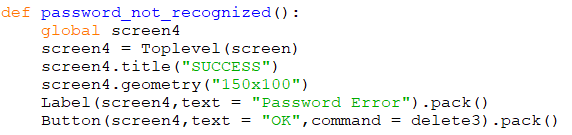 def password_not_recognized():
    global screen4
    screen4 = Toplevel(screen)
    screen4.title("SUCCESS")
    screen4.geometry("150x100")
    Label(screen4,text = "Password Error").pack()
    Button(screen4,text = "OK",command = delete3).pack()